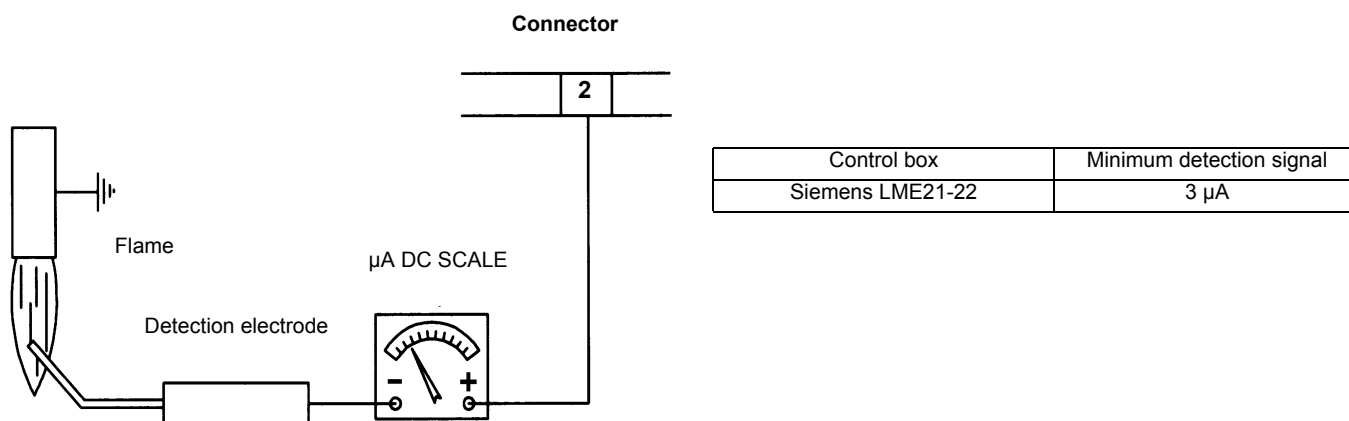 Connector
2
Control box Minimum detection signal
Siemens LME21-22 3 µA
Flame
µA DC SCALE
Detection electrode
- +